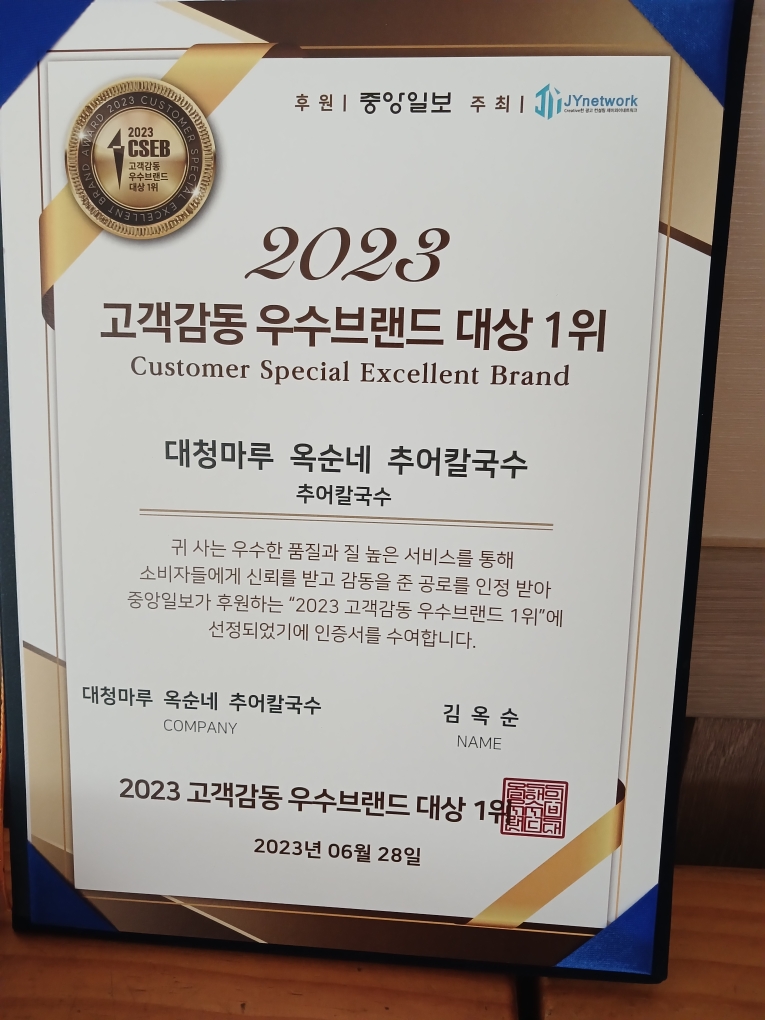 후원 | 중앙일보 주최 | JYnetwork
AWARD 2023 CUSTOMER SPECIAL EXCELLENT BRAND
2023
CSEB
고객감동
우수브랜드
대상 1위
2023
고객감동 우수브랜드 대상 1위
Customer Special Excellent Brand
대청마루 옥순네 추어칼국수
추어칼국수
귀 사는 우수한 품질과 질 높은 서비스를 통해
소비자들에게 신뢰를 받고 감동을 준 공로를 인정 받아
중앙일보가 후원하는 “2023 고객감동 우수브랜드 1위”에
선정되었기에 인증서를 수여합니다.
대청마루 옥순네 추어칼국수 김 옥 순
COMPANY NAME
2023 고객감동 우수브랜드 대상 1위
2023년 06월 28일